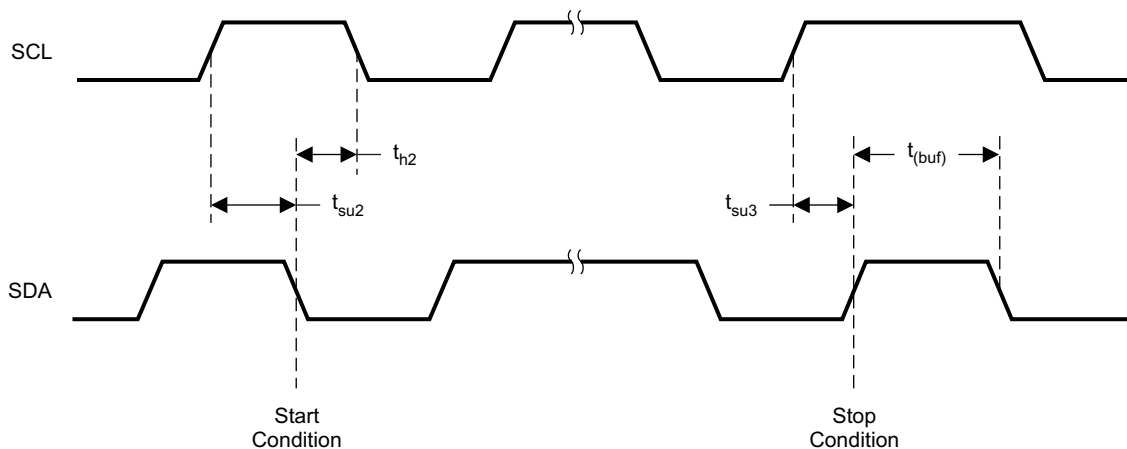 SCL
t_h2
t_(buf)
t_su2
t_su3
SDA
Start
Condition
Stop
Condition